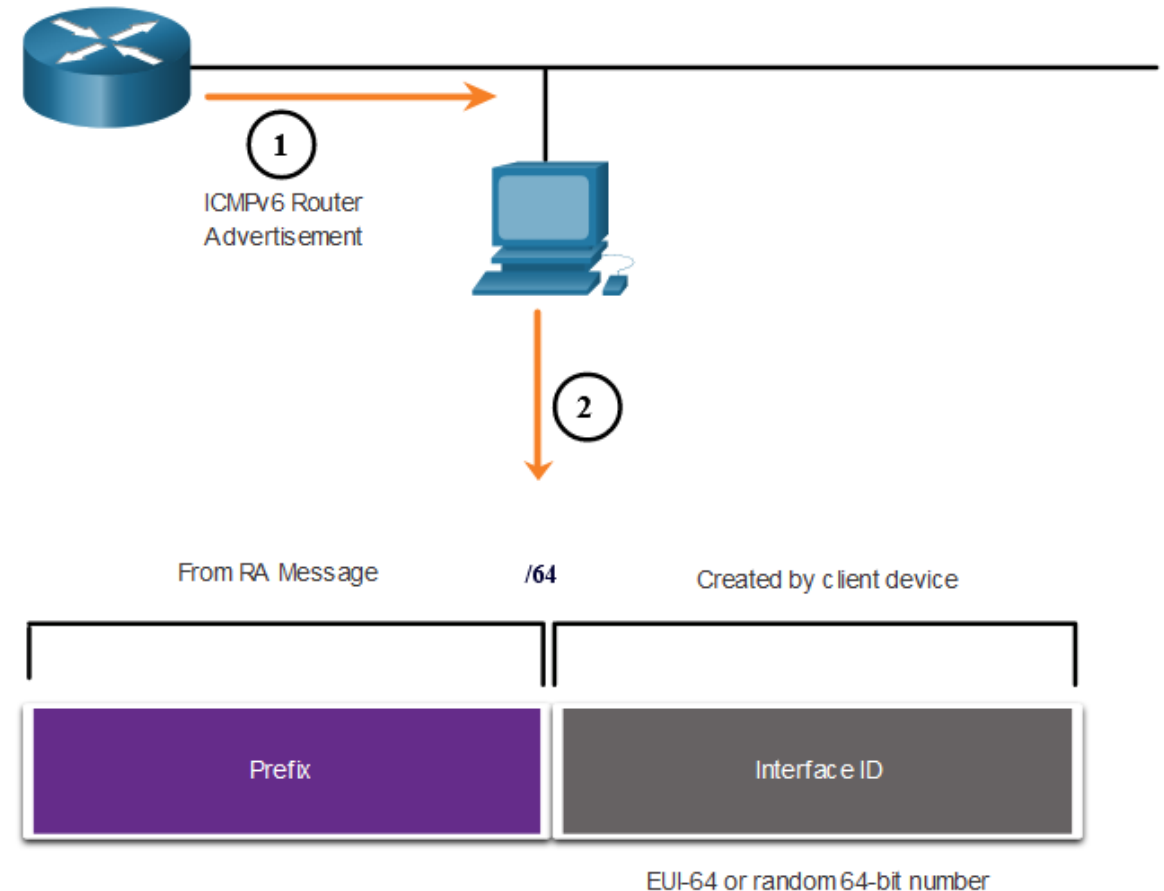 1
ICMPv6 Router
Advertisement
2
From RA Message
/64
Created by client device
Prefix
Interface ID
EUI-64 or random 64-bit number